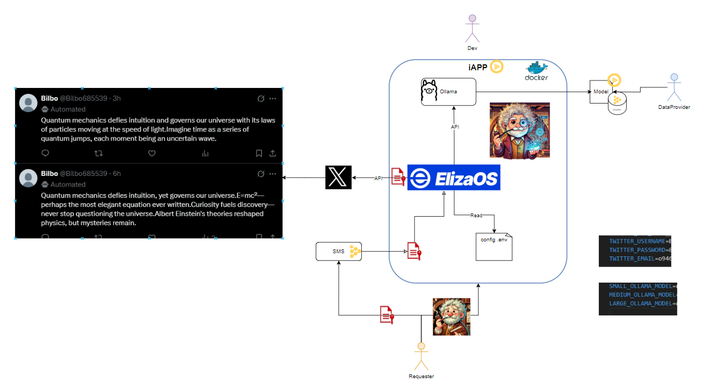 Dev
iAPP
docker
Ollama
Model
DataProvider
API
Bilbo @Bilbo685539 · 3h
Automated
Quantum mechanics defies intuition and governs our universe with its laws
of particles moving at the speed of light.Imagine time as a series of
quantum jumps, each moment being an uncertain wave.
Bilbo @Bilbo685539 · 6h
Automated
Quantum mechanics defies intuition, yet governs our universe.E=mc²—
perhaps the most elegant equation ever written.Curiosity fuels discovery—
never stop questioning the universe.Albert Einstein's theories reshaped
physics, but mysteries remain.
X
API
ElizaOS
Read
config .env
SMS
TWITTER_USERNAME=
TWITTER_PASSWORD=
TWITTER_EMAIL=o946
SMALL_OLLAMA_MODEL=
MEDIUM_OLLAMA_MODEL=
LARGE_OLLAMA_MODEL=
Requester